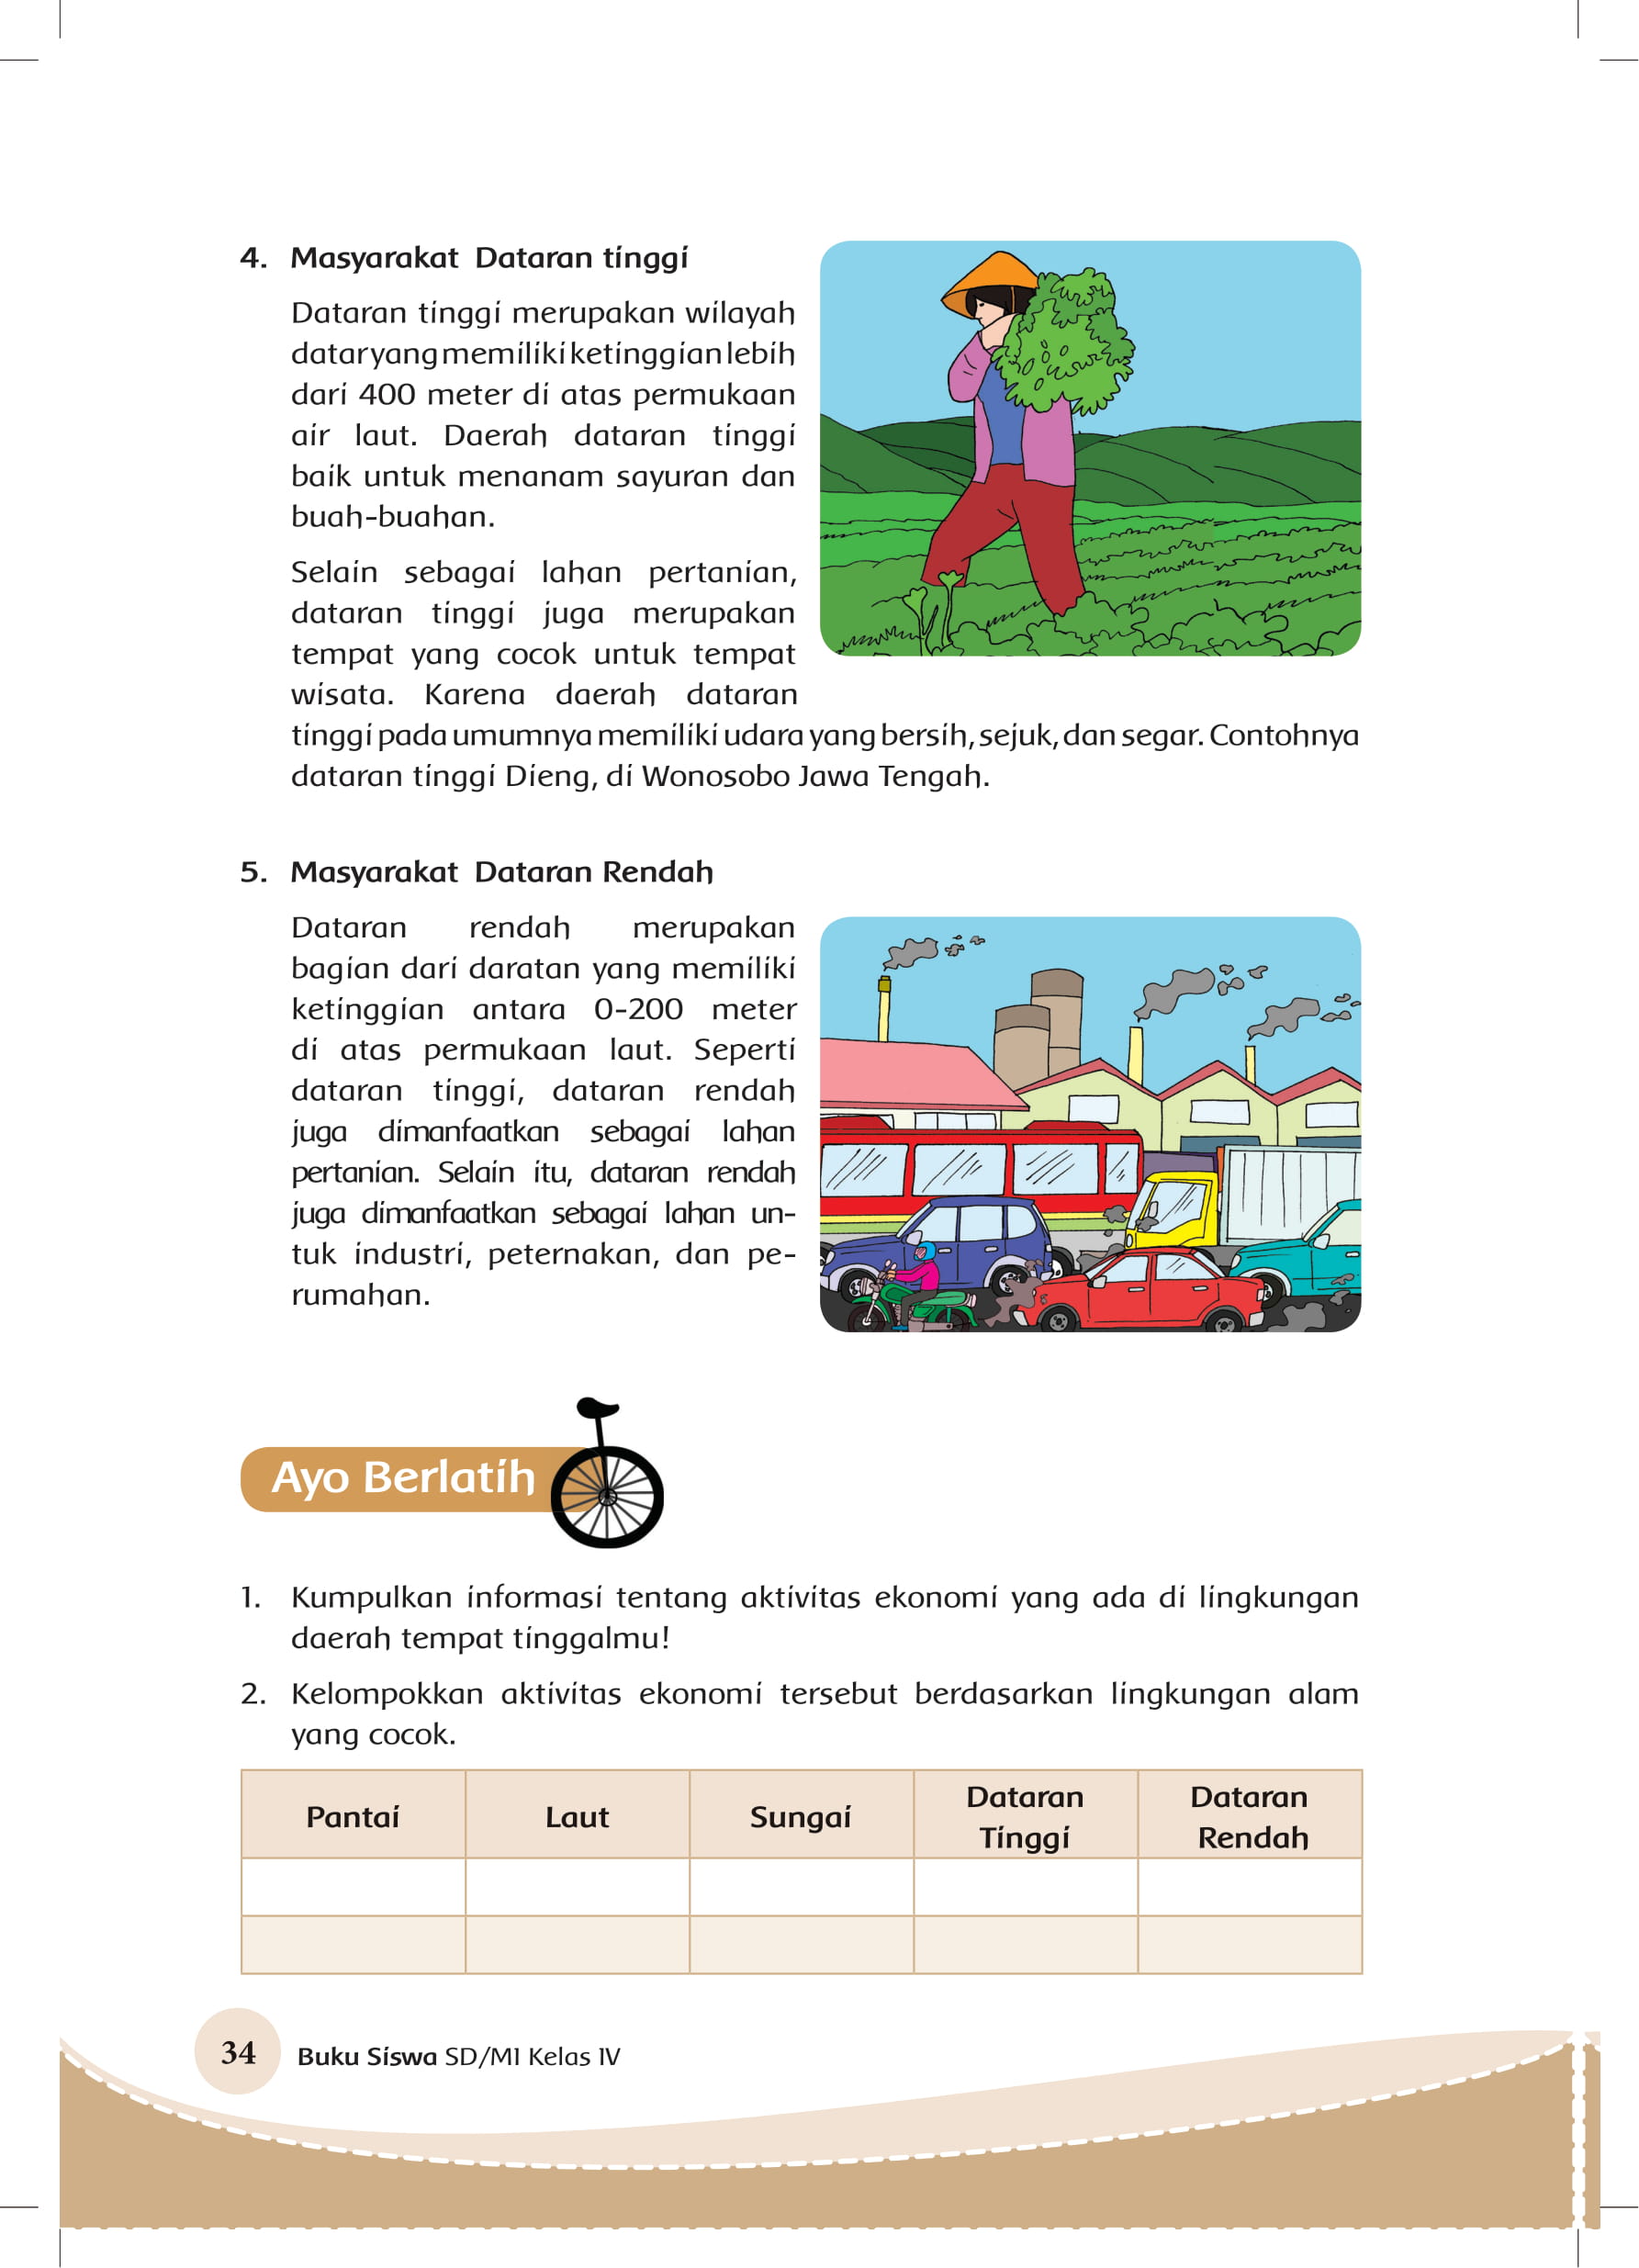 4. Masyarakat Dataran tinggi
Dataran tinggi merupakan wilayah
datar yang memiliki ketinggian lebih
dari 400 meter di atas permukaan
air laut. Daerah dataran tinggi
baik untuk menanam sayuran dan
buah-buahan.
Selain sebagai lahan pertanian,
dataran tinggi juga merupakan
tempat yang cocok untuk tempat
wisata. Karena daerah dataran
tinggi pada umumnya memiliki udara yang bersih, sejuk, dan segar. Contohnya
dataran tinggi Dieng, di Wonosobo Jawa Tengah.
5. Masyarakat Dataran Rendah
Dataran rendah merupakan
bagian dari daratan yang memiliki
ketinggian antara 0-200 meter
di atas permukaan laut. Seperti
dataran tinggi, dataran rendah
juga dimanfaatkan sebagai lahan
pertanian. Selain itu, dataran rendah
juga dimanfaatkan sebagai lahan un-
tuk industri, peternakan, dan pe-
rumahan.
Ayo Berlatih
1. Kumpulkan informasi tentang aktivitas ekonomi yang ada di lingkungan
daerah tempat tinggalmu!
2. Kelompokkan aktivitas ekonomi tersebut berdasarkan lingkungan alam
yang cocok.
Pantai Laut Sungai Dataran Tinggi Dataran Rendah
34 Buku Siswa SD/MI Kelas IV